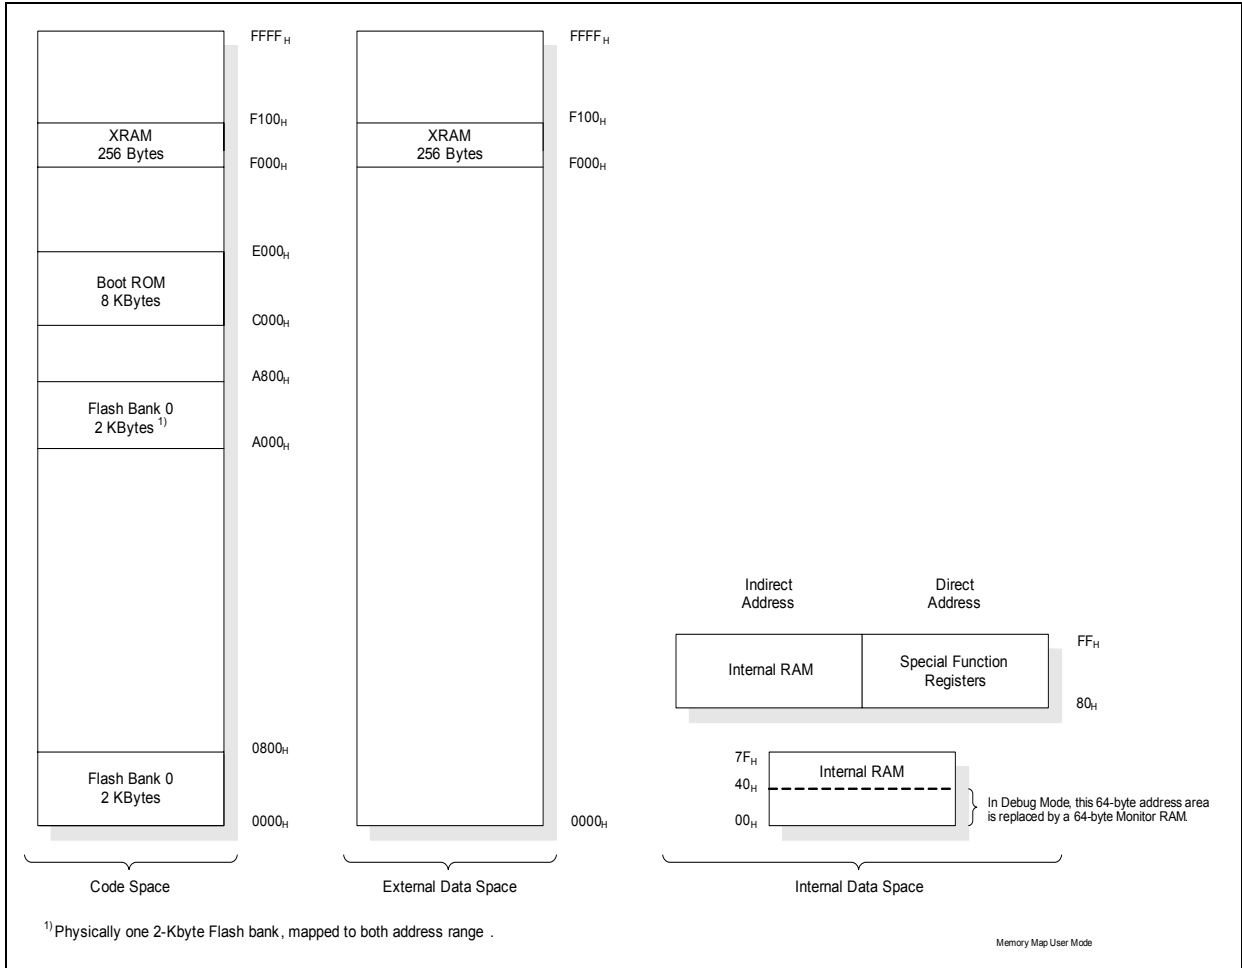 FFFFH
FFFFH
F100H
F100H
XRAM
256 Bytes
XRAM
256 Bytes
F000H
F000H
E000H
Boot ROM
8 KBytes
C000H
A800H
Flash Bank 0
2 KBytes 1)
A000H
Indirect
Address
Direct
Address
Internal RAM
Special Function
Registers
FFH
80H
0800H
Flash Bank 0
2 KBytes
0000H
0000H
7FH
Internal RAM
40H
00H
In Debug Mode, this 64-byte address area
is replaced by a 64-byte Monitor RAM.
Code Space
External Data Space
Internal Data Space
1) Physically one 2-Kbyte Flash bank, mapped to both address range .
Memory Map User Mode